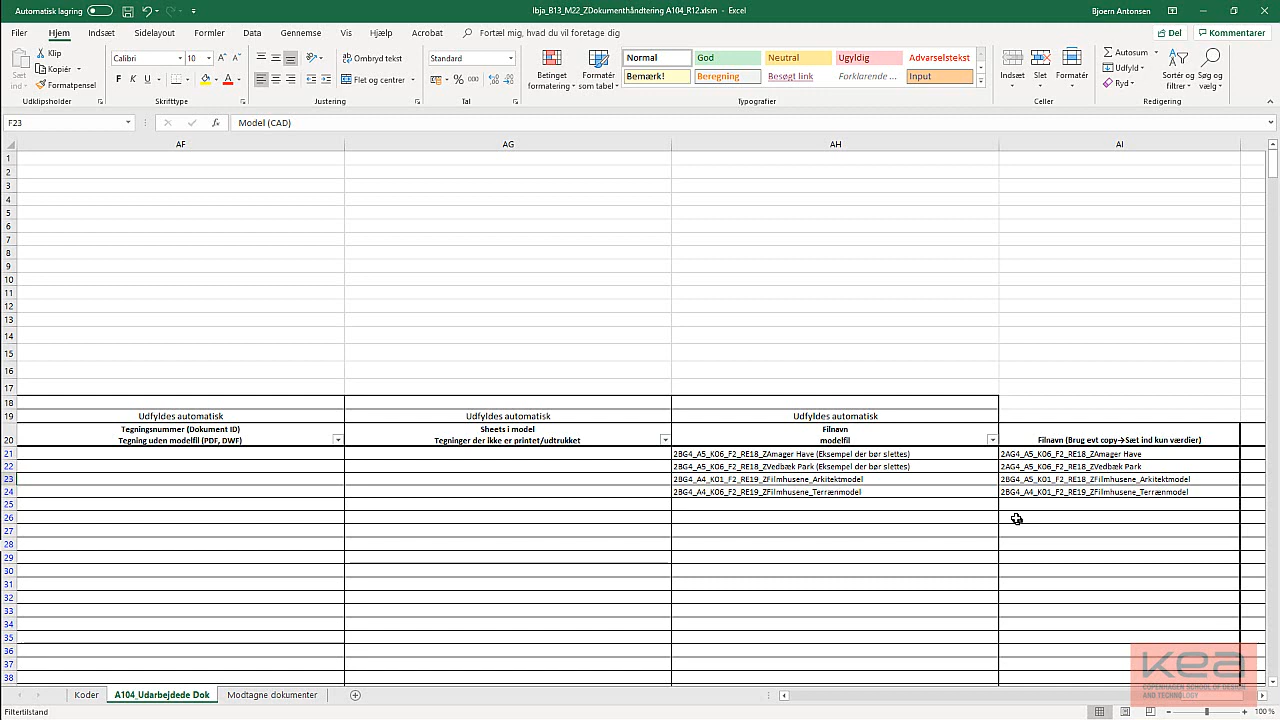 Automatisk lagring
lbja_B13_M22_ZDokumenthåndtering A104_R12.xlsm - Excel
Bjoern Antonsen
Filer Hjem Indsæt Sidelayout Formler Data Gennemse Vis Hjælp Acrobat Fortæl mig, hvad du vil foretage dig
Del Kommentarer
Sæt ind
Klip
Kopiér
Formatpensel
Udklipsholder
Calibri 10
F K U
Skrifttype
Ombryd tekst
Flet og centrer
Justering
Standard
% 000
Tal
Betinget formatering
Formatér som tabel
Normal God Neutral Ugyldig Advarselstekst
Bemærk! Beregning Besøgt link Forklarende ... Input
Typografier
Indsæt Slet Formatér
Celler
Autosum
Udfyld
Ryd
Sortér og filtrer
Søg og vælg
Redigering
F23 fx Model (CAD)
AF AG AH AI
1
2
3
4
5
6
7
8
9
10
11
12
13
14
15
16
17
18
19 Udfyldes automatisk Udfyldes automatisk Udfyldes automatisk
Tegningsnummer (Dokument ID) Sheets i model Filnavn
20 Tegning uden modelfil (PDF, DWF) Tegninger der ikke er printet/udtrukket modelfil Filnavn (Brug evt copy→Sæt ind kun værdier)
21 2BG4_A5_K06_F2_RE18_ZAmager Have (Eksempel der bør slettes) 2AG4_A5_K06_F2_RE18_ZAmager Have
22 2BG4_A5_K06_F2_RE18_ZVedbæk Park (Eksempel der bør slettes) 2AG4_A5_K06_F2_RE18_ZVedbæk Park
23 2BG4_A4_K01_F2_RE19_ZFilmhusene_Arkitektmodel 2BG4_A5_K01_F2_RE18_ZFilmhusene_Arkitektmodel
24 2BG4_A4_K06_F2_RE19_ZFilmhusene_Terrænmodel 2BG4_A4_K01_F2_RE19_ZFilmhusene_Terrænmodel
25
26
27
28
29
30
31
32
33
34
35
36
37
38
kea
COPENHAGEN SCHOOL OF DESIGN
AND TECHNOLOGY
Koder A104_Udarbejdede Dok Modtagne dokumenter
Filtertilstand
100 %